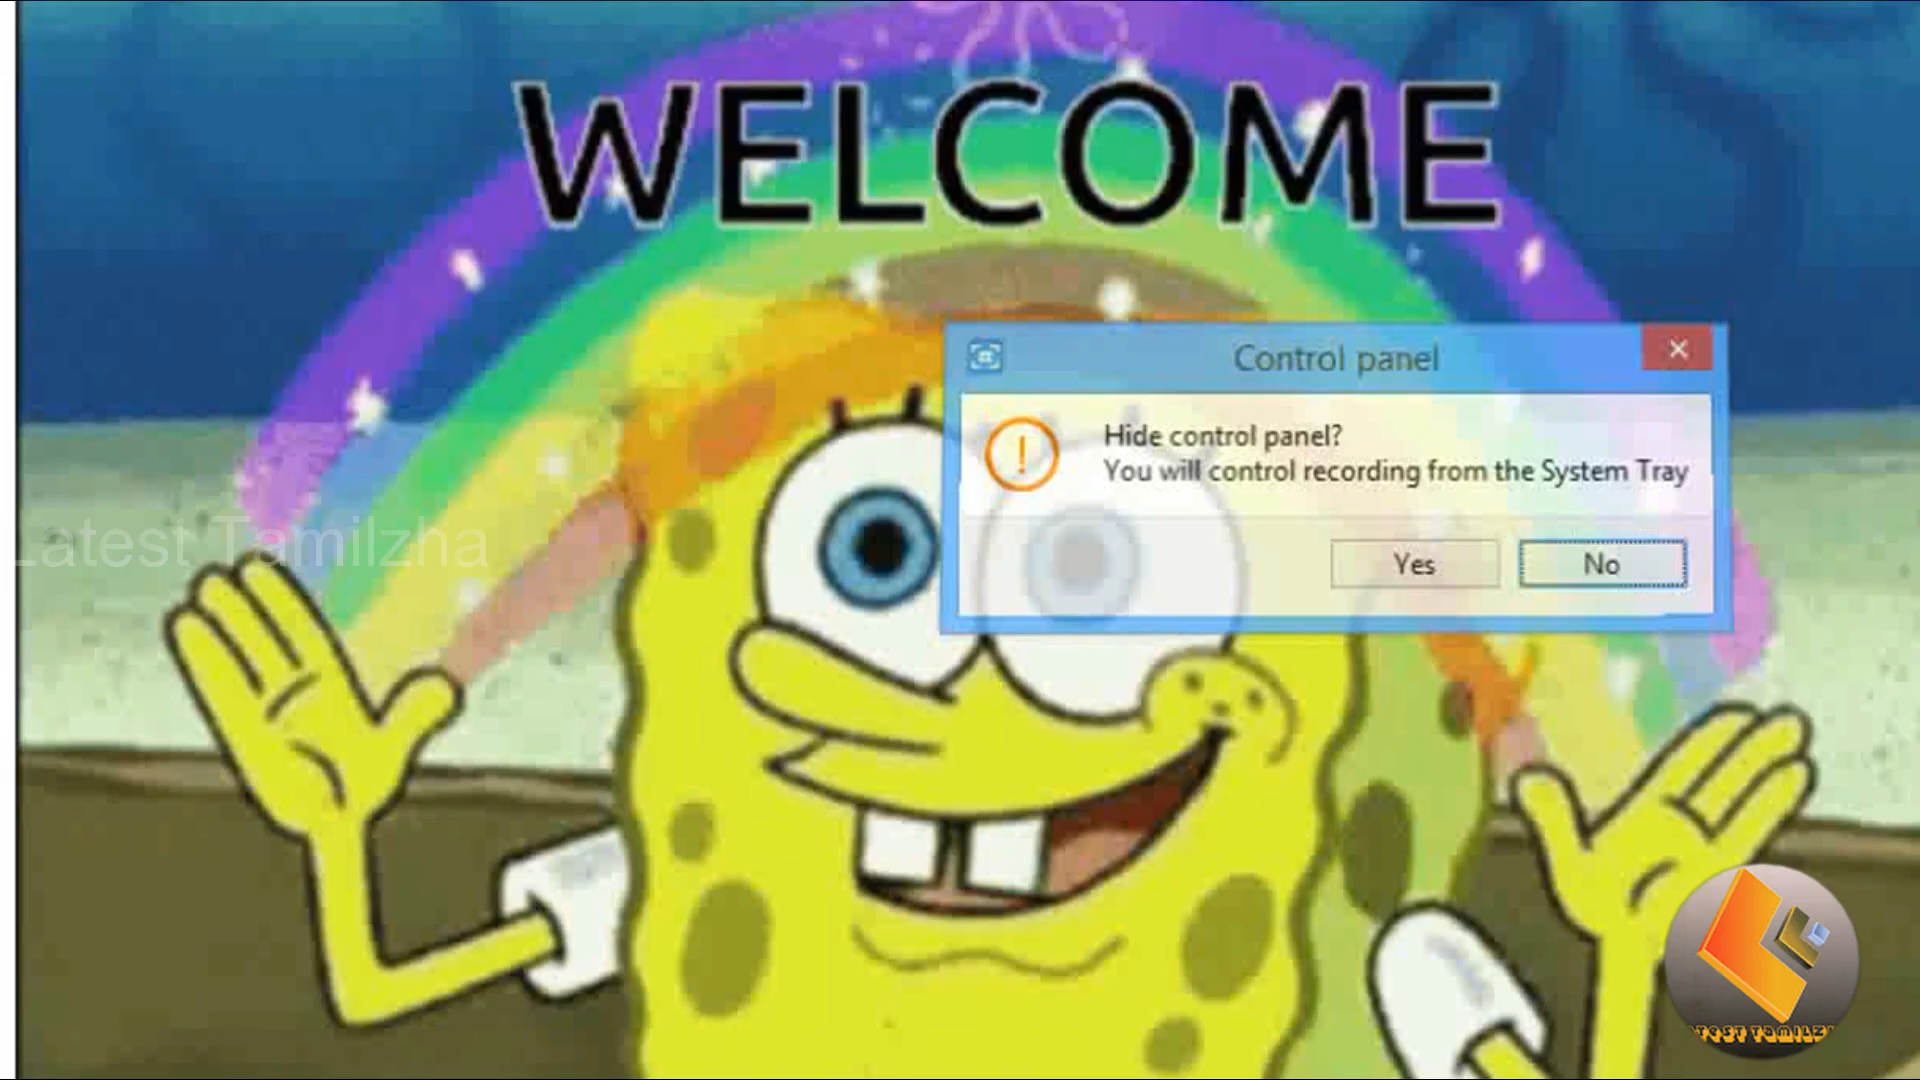 WELCOME
Control panel
Hide control panel?
You will control recording from the System Tray
Yes
No
Latest Tamilzha